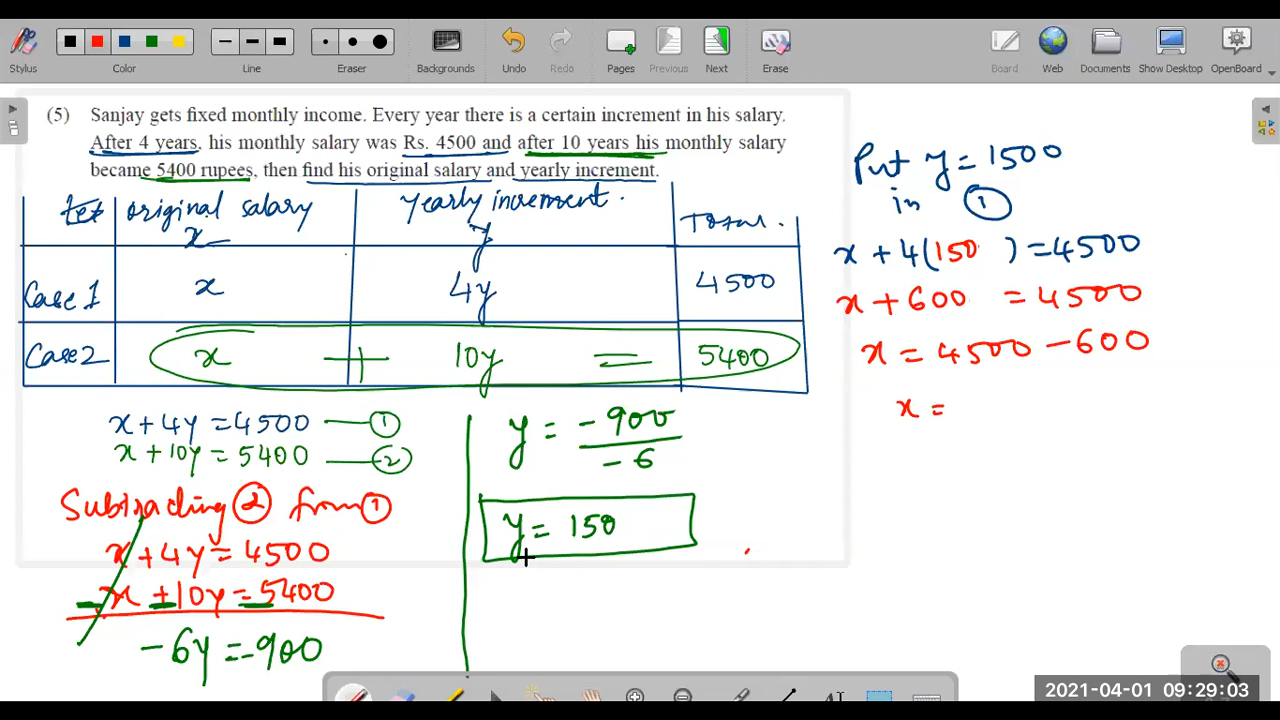 Stylus Color Line Eraser Backgrounds Undo Redo Pages Previous Next Erase Board Web Documents Show Desktop OpenBoard
(5) Sanjay gets fixed monthly income. Every year there is a certain increment in his salary.
After 4 years, his monthly salary was Rs. 4500 and after 10 years his monthly salary
became 5400 rupees, then find his original salary and yearly increment.
original salary yearly increment. Total.
x y
Case 1 x 4y 4500
Case 2 x + 10y = 5400
x + 4y = 4500 — ①
x + 10y = 5400 — ②
Subtracting ② from ①
x + 4y = 4500
x + 10y = 5400
- 6y = -900
y = -900
-6
y = 150
Put y = 1500
in ①
x + 4(150 ) = 4500
x + 600 = 4500
x = 4500 - 600
x =
2021-04-01 09:29:03